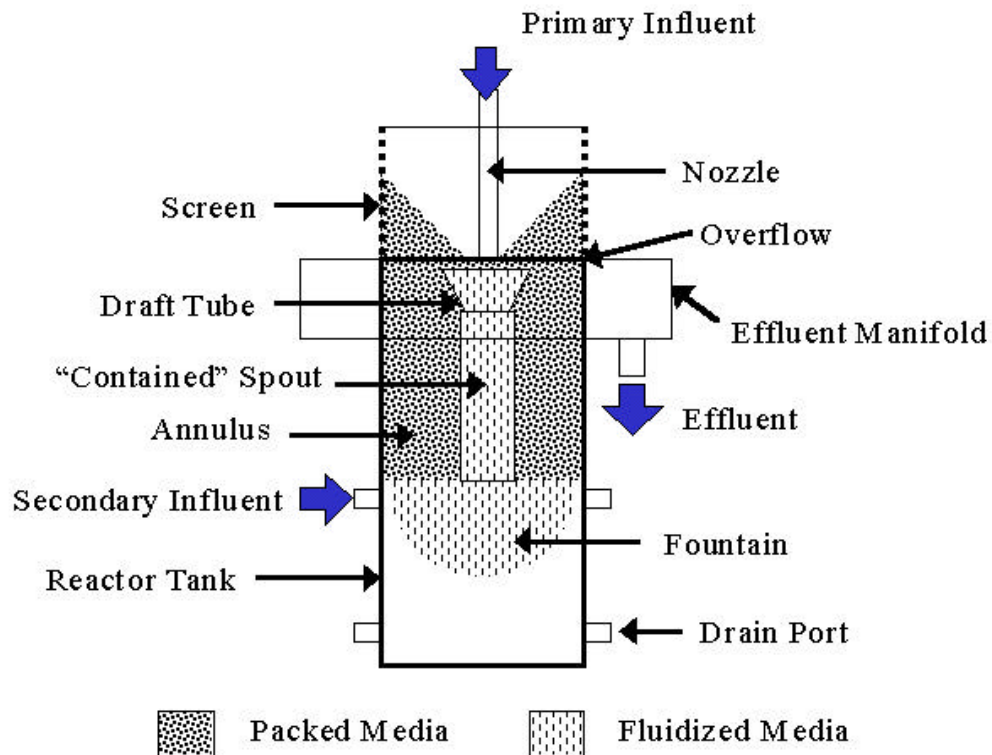 Primary Influent
Nozzle
Screen
Overflow
Draft Tube
Effluent Manifold
“Contained” Spout
Effluent
Annulus
Secondary Influent
Fountain
Reactor Tank
Drain Port
Packed Media
Fluidized Media